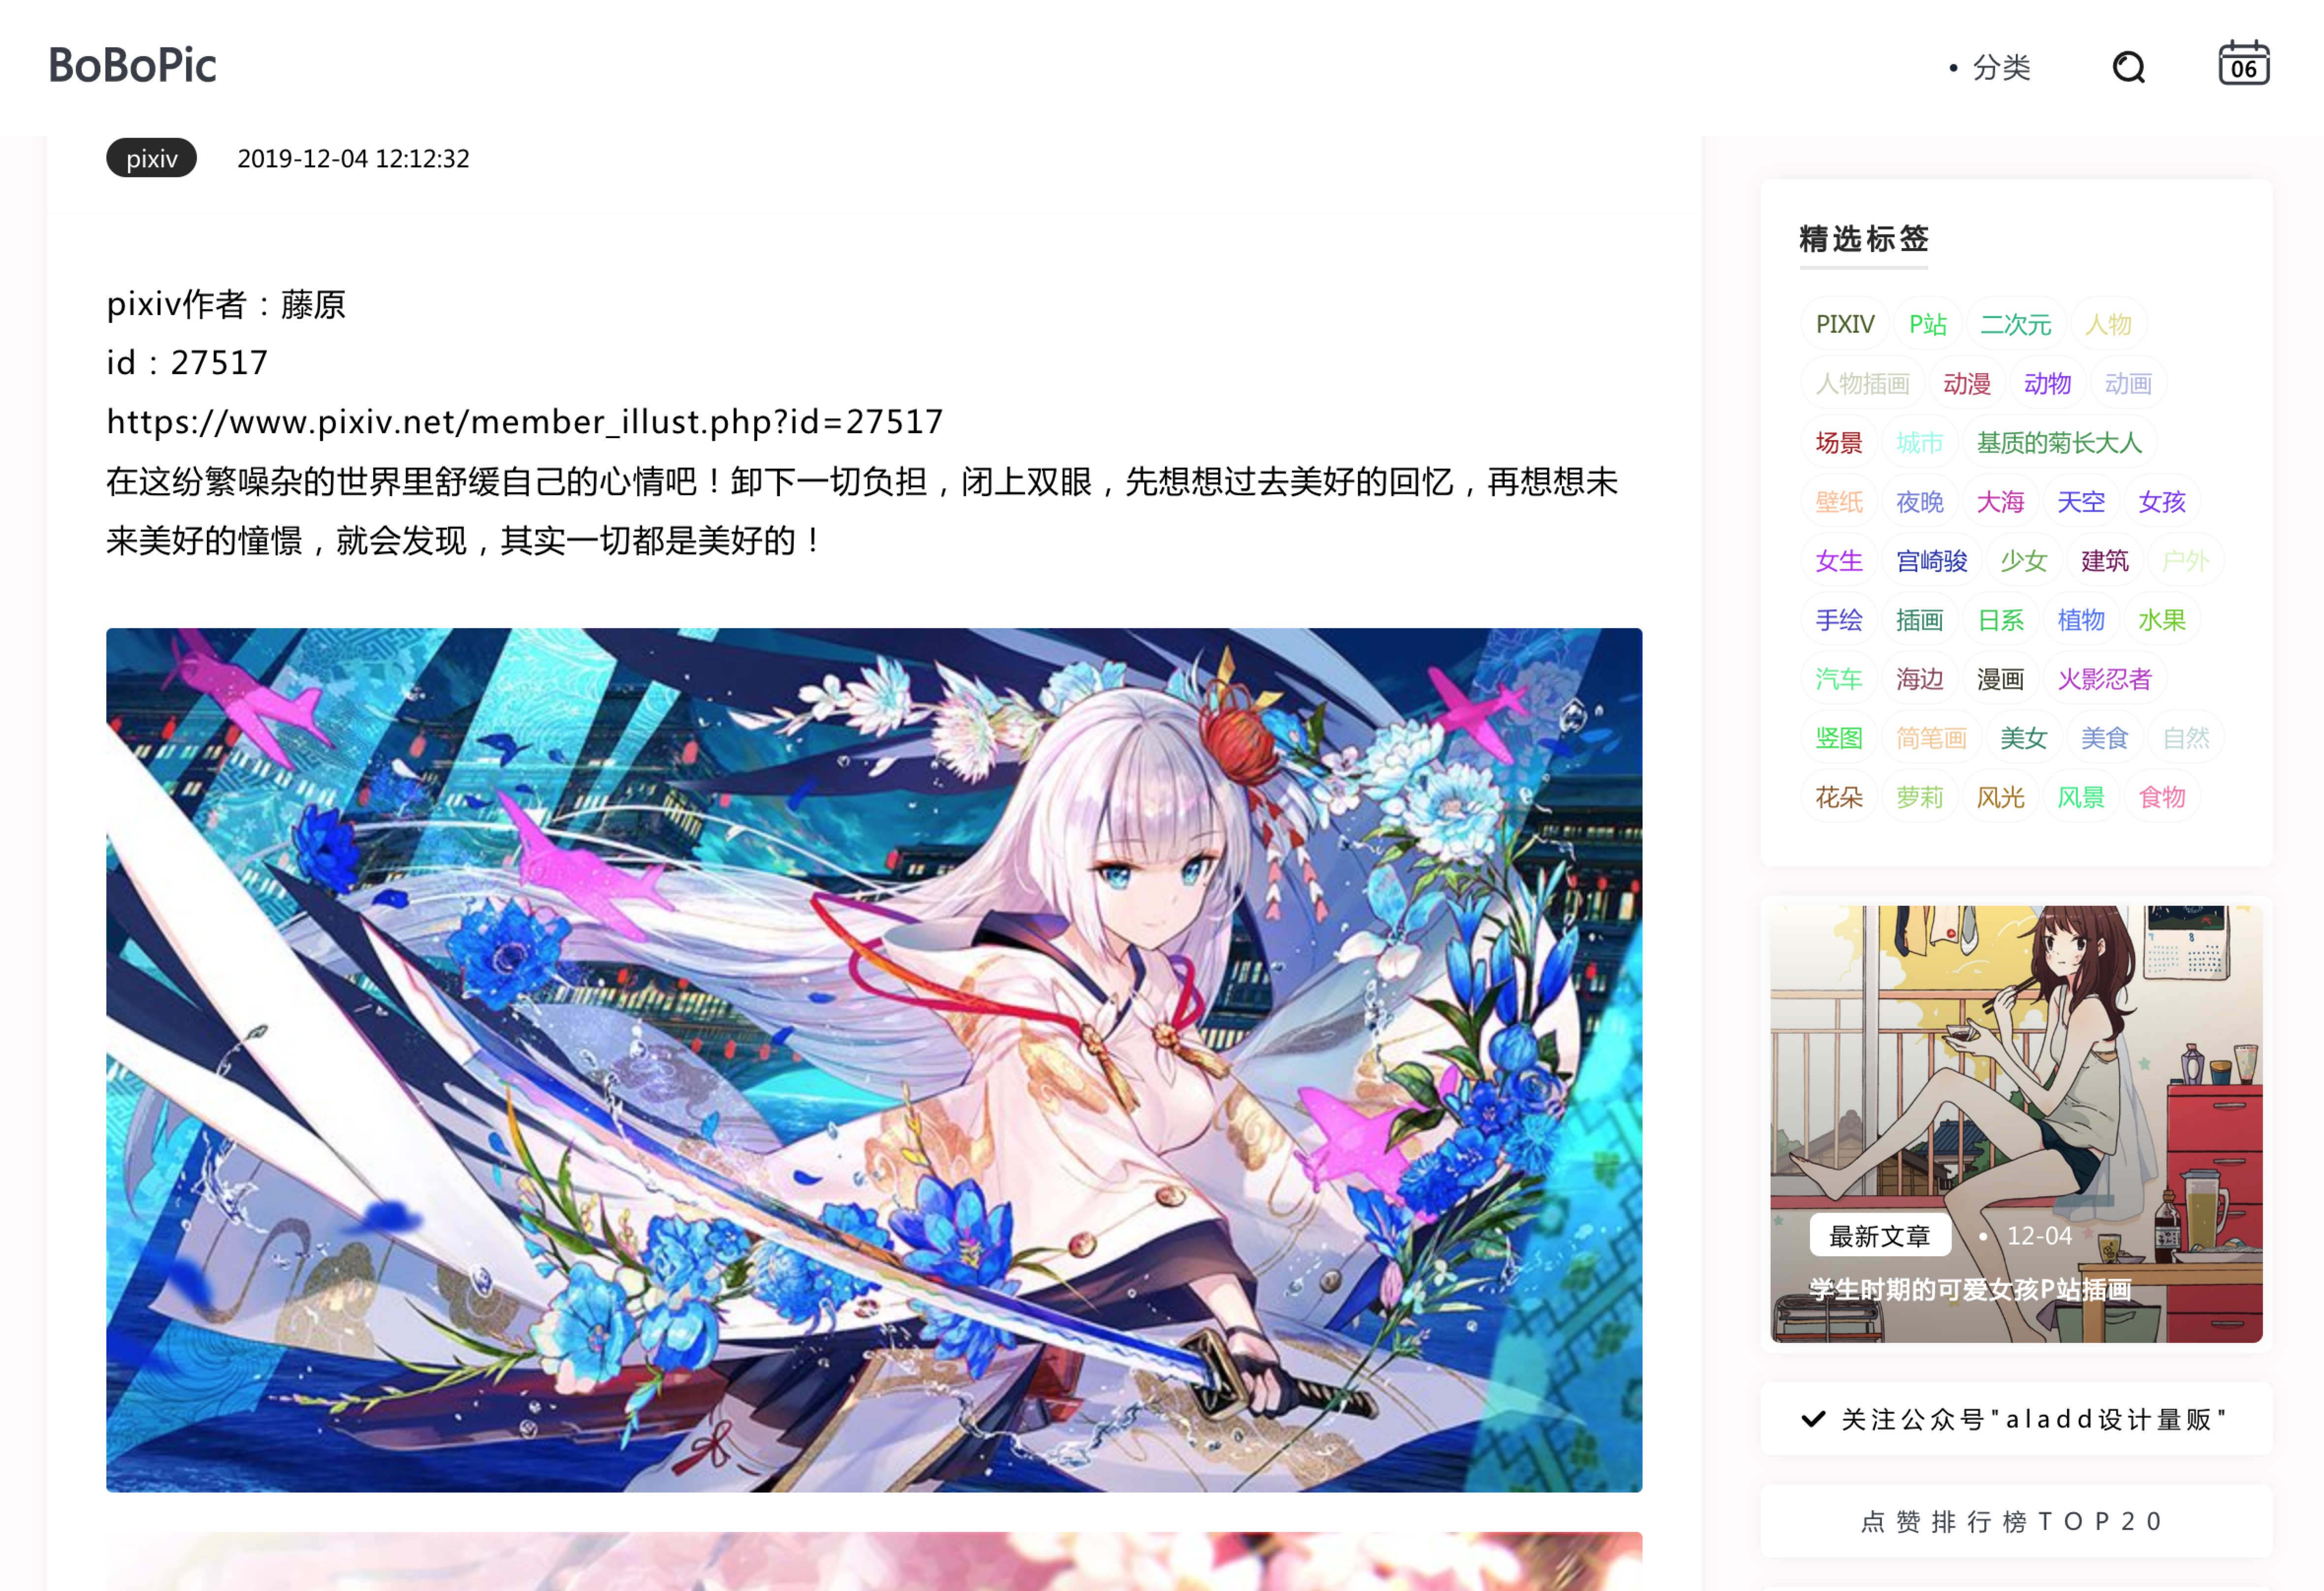 BoBoPic
• 分类
06
pixiv 2019-12-04 12:12:32
pixiv作者：藤原
id：27517
https://www.pixiv.net/member_illust.php?id=27517
在这纷繁噪杂的世界里舒缓自己的心情吧！卸下一切负担，闭上双眼，先想想过去美好的回忆，再想想未
来美好的憧憬，就会发现，其实一切都是美好的！
精选标签
PIXIV P站 二次元 人物
人物插画 动漫 动物 动画
场景 城市 基质的菊长大人
壁纸 夜晚 大海 天空 女孩
女生 宫崎骏 少女 建筑 户外
手绘 插画 日系 植物 水果
汽车 海边 漫画 火影忍者
竖图 简笔画 美女 美食 自然
花朵 萝莉 风光 风景 食物
7 8
最新文章 • 12-04
学生时期的可爱女孩P站插画
关注公众号"aladd设计量贩"
点赞排行榜TOP20